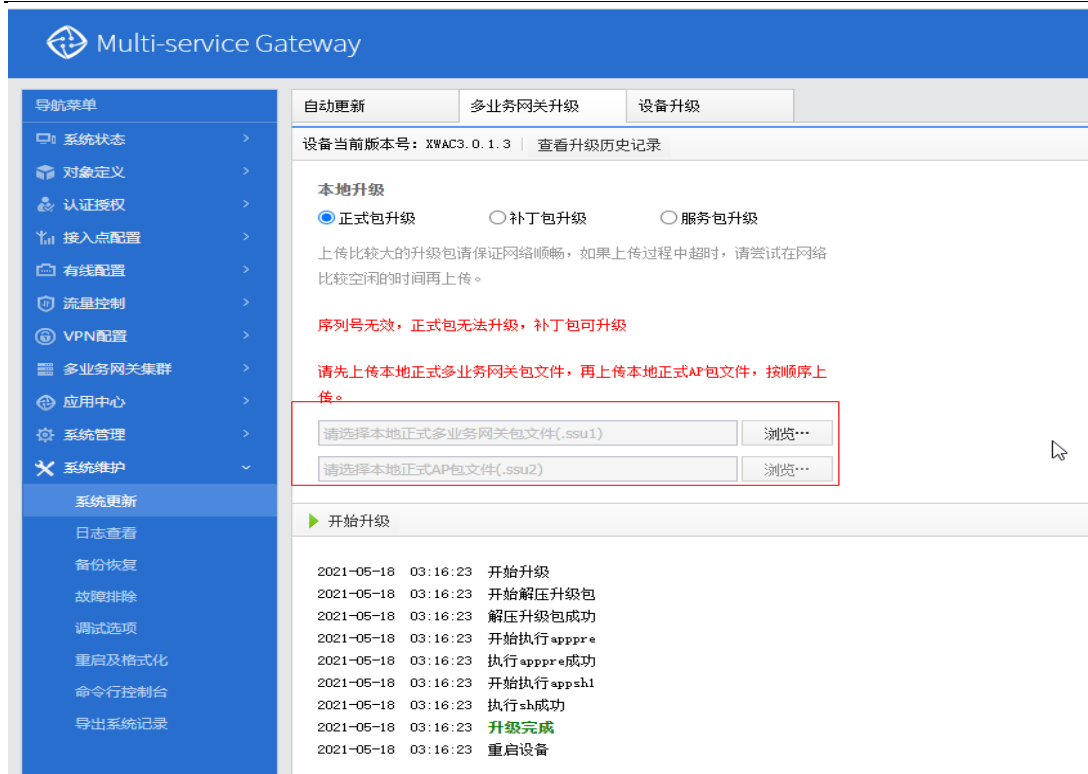 Multi-service Gateway
导航菜单
系统状态
对象定义
认证授权
接入点配置
有线配置
流量控制
VPN配置
多业务网关集群
应用中心
系统管理
系统维护
系统更新
日志查看
备份恢复
故障排除
调试选项
重启及格式化
命令行控制台
导出系统记录
自动更新 多业务网关升级 设备升级
设备当前版本号：XWAC3.0.1.3 查看升级历史记录
本地升级
正式包升级 补丁包升级 服务包升级
上传比较大的升级包请保证网络顺畅，如果上传过程中超时，请尝试在网络
比较空闲的时间再上传。
序列号无效，正式包无法升级，补丁包可升级
请先上传本地正式多业务网关包文件，再上传本地正式AP包文件，按顺序上
传。
请选择本地正式多业务网关包文件(.ssu1) 浏览…
请选择本地正式AP包文件(.ssu2) 浏览…
开始升级
2021-05-18 03:16:23 开始升级
2021-05-18 03:16:23 开始解压升级包
2021-05-18 03:16:23 解压升级包成功
2021-05-18 03:16:23 开始执行apppre
2021-05-18 03:16:23 执行apppre成功
2021-05-18 03:16:23 开始执行appsh1
2021-05-18 03:16:23 执行sh成功
2021-05-18 03:16:23 升级完成
2021-05-18 03:16:23 重启设备